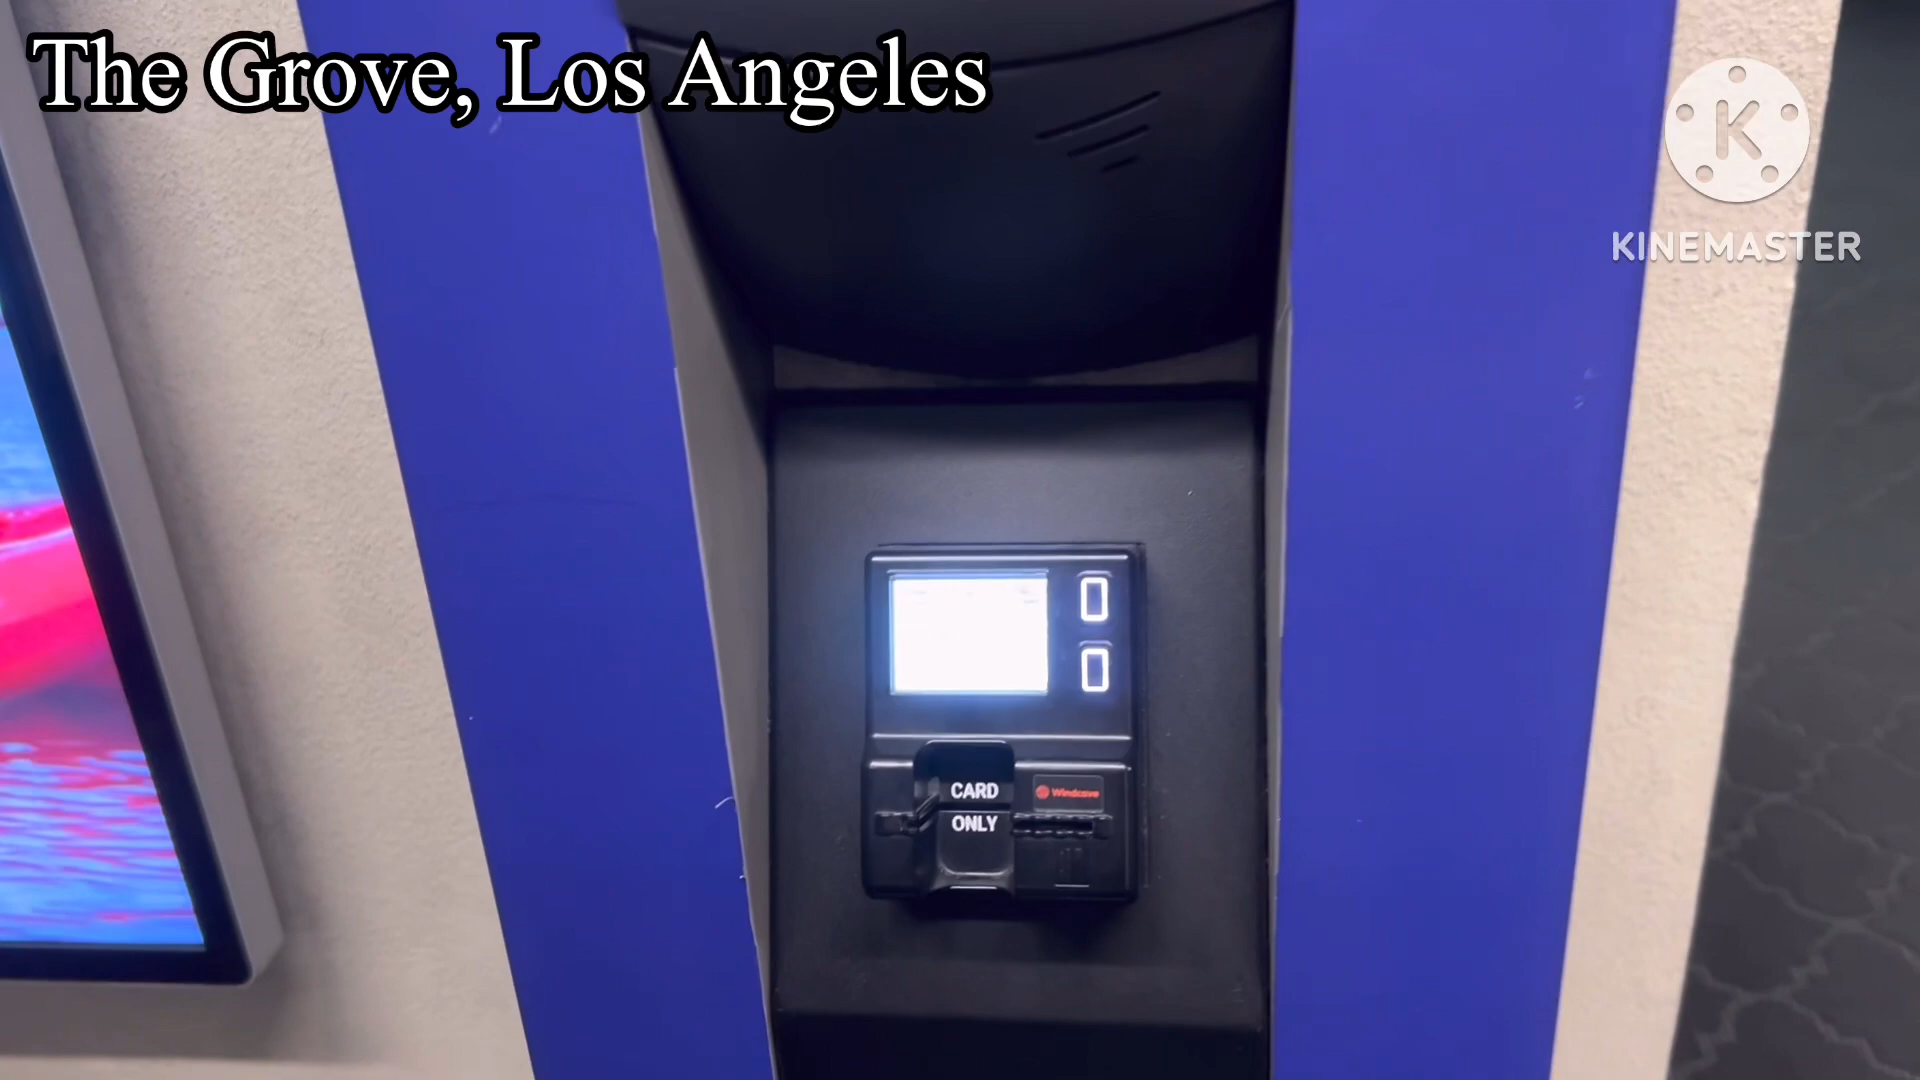 The Grove, Los Angeles
K
KINEMASTER
CARD
ONLY
Windcave